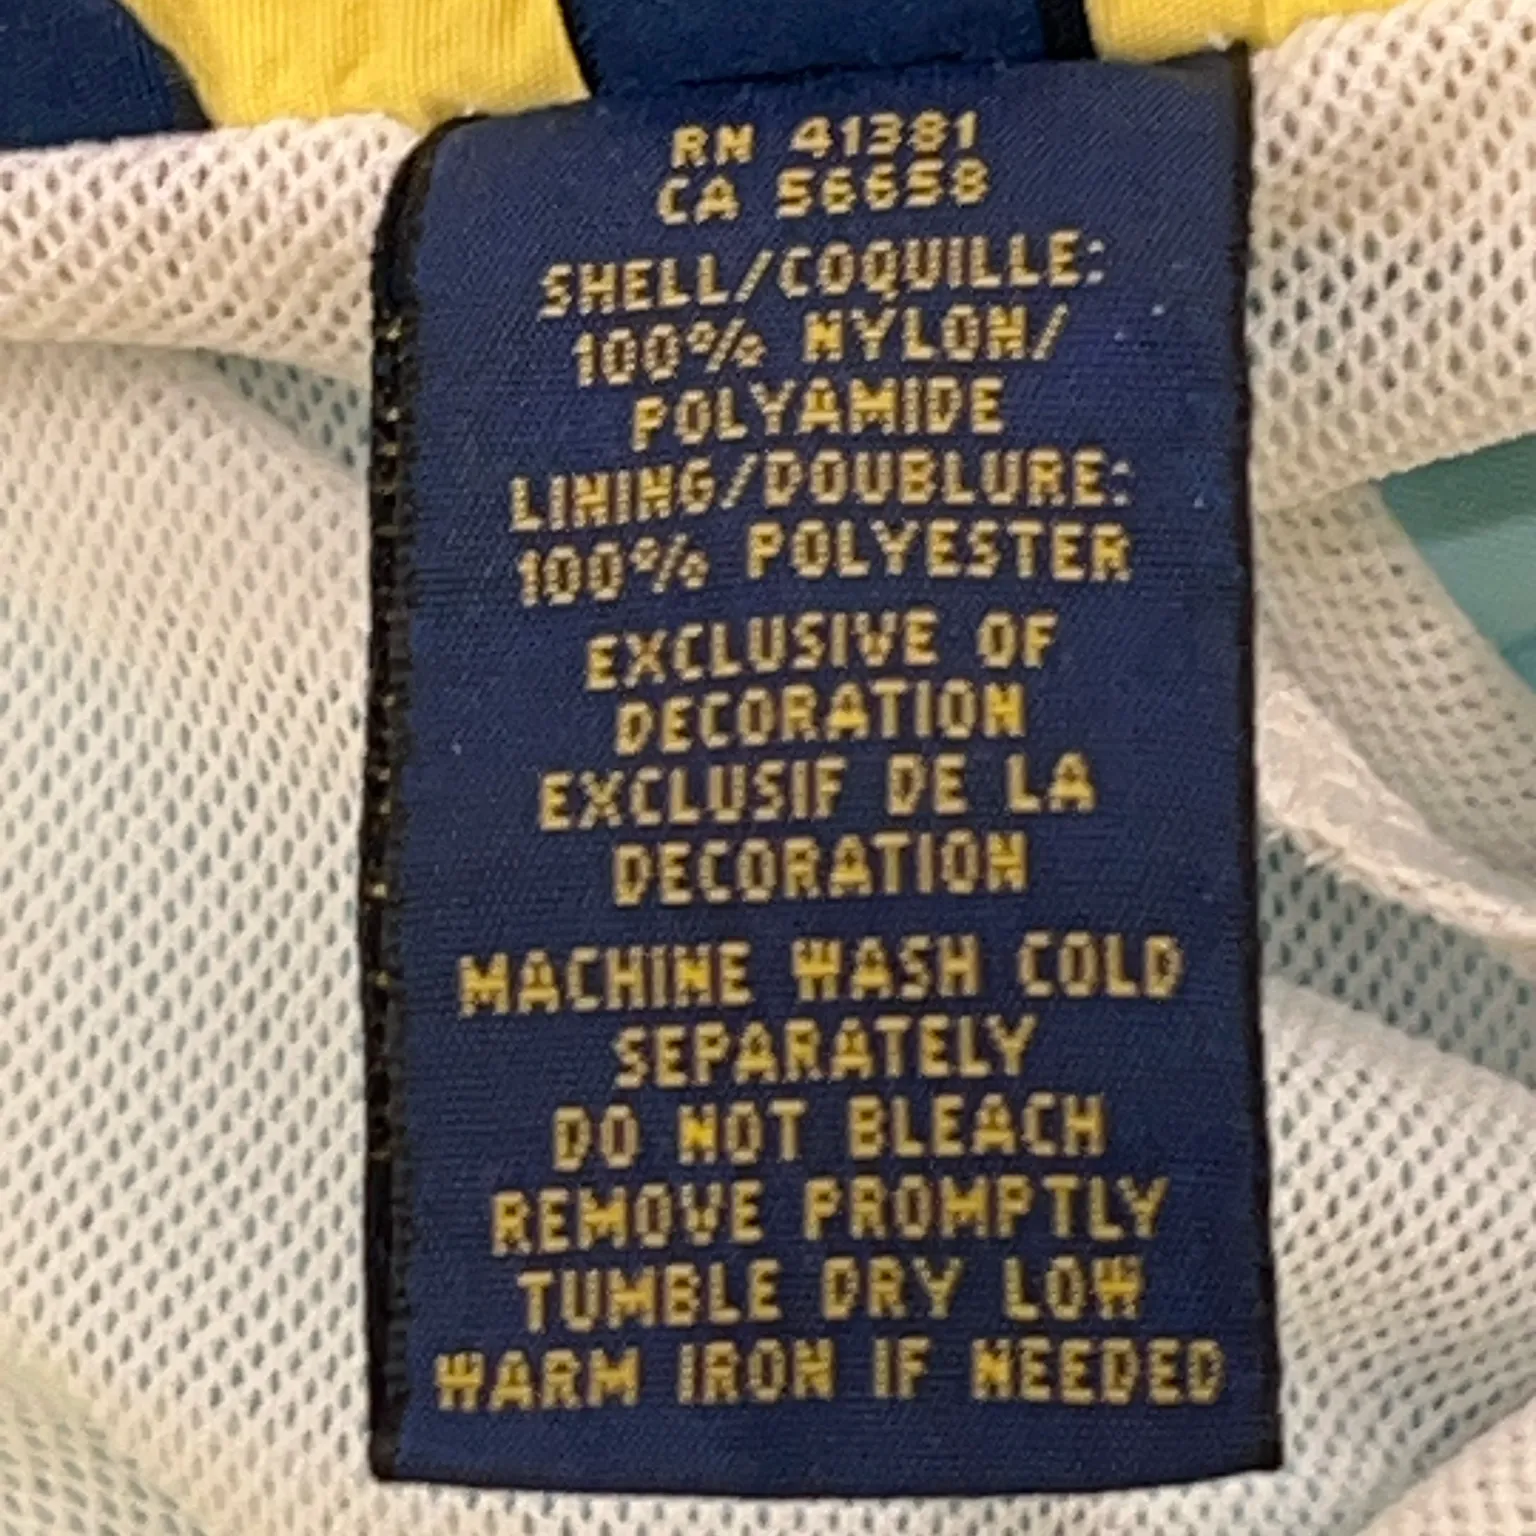 RN 41381
CA 56658
SHELL/COQUILLE:
100% NYLON/
POLYAMIDE
LINING/DOUBLURE:
100% POLYESTER
EXCLUSIVE OF
DECORATION
EXCLUSIF DE LA
DECORATION
MACHINE WASH COLD
SEPARATELY
DO NOT BLEACH
REMOVE PROMPTLY
TUMBLE DRY LOW
WARM IRON IF NEEDED